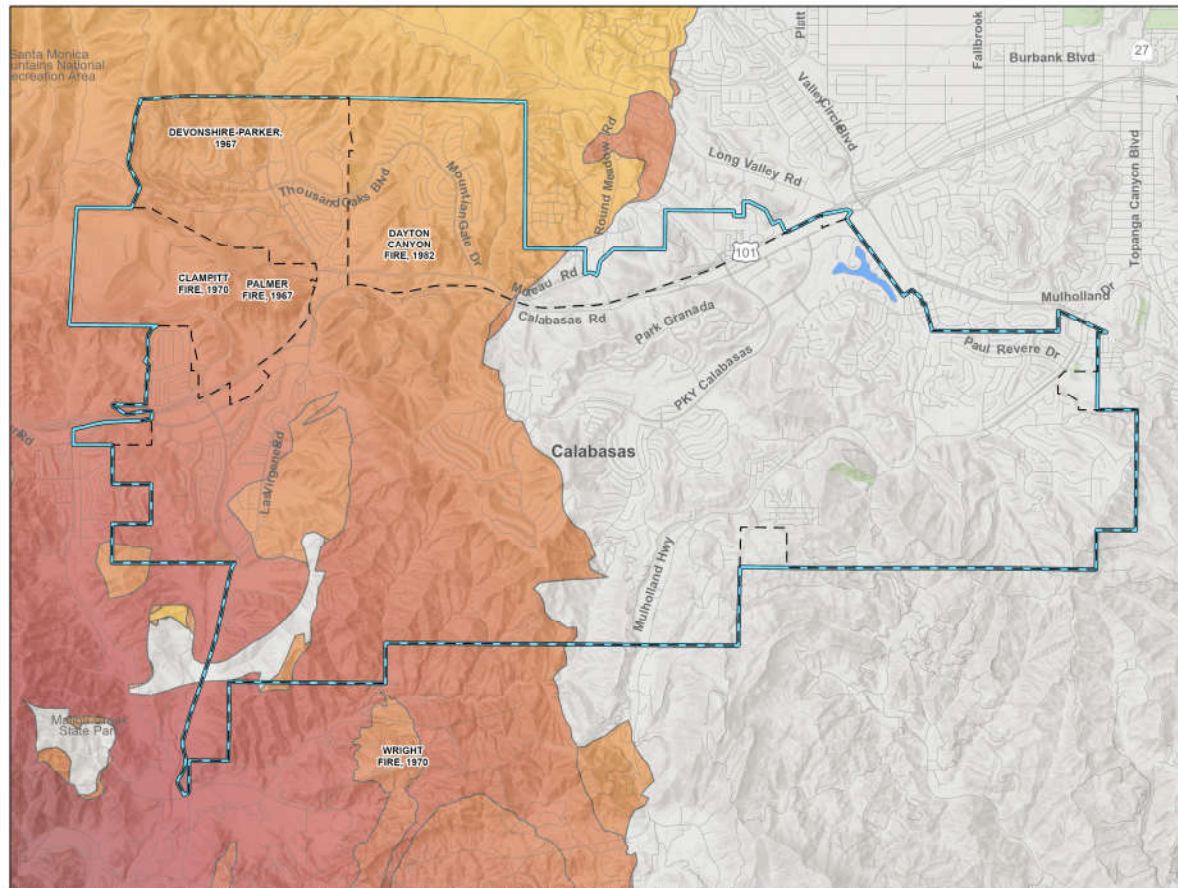 Santa Monica
untains National
ecreation Area
Platt
Fallbrook
27
Burbank Blvd
Valley Circle Blvd
Topanga Canyon Blvd
DEVONSHIRE-PARKER,
1967
Long Valley Rd
Round Meadow Rd
Thousand Oaks Blvd
Mountain Gate Dr
DAYTON
CANYON
FIRE, 1982
101
CLAMPITT
FIRE, 1970
PALMER
FIRE, 1967
Mureau Rd
Calabasas Rd
Park Granada
Mulholland Dr
Paul Revere Dr
PKY Calabasas
Las Virgenes Rd
Calabasas
Mulholland Hwy
Malibu Creek
State Park
WRIGHT
FIRE, 1970